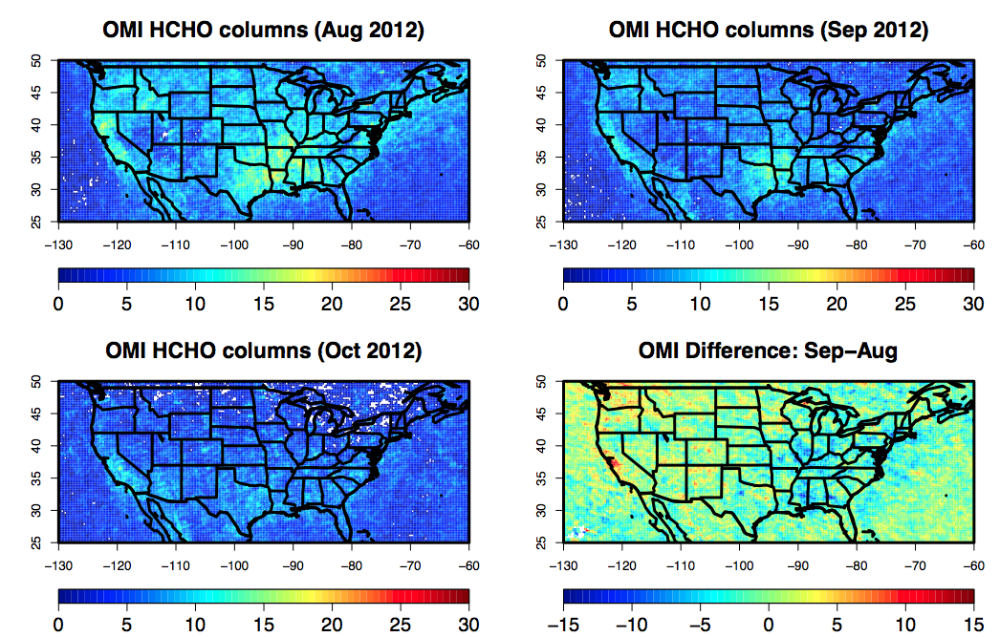 OMI HCHO columns (Aug 2012)
50
45
40
35
30
25
−130 −120 −110 −100 −90 −80 −70 −60
0 5 10 15 20 25 30
OMI HCHO columns (Sep 2012)
50
45
40
35
30
25
−130 −120 −110 −100 −90 −80 −70 −60
0 5 10 15 20 25 30
OMI HCHO columns (Oct 2012)
50
45
40
35
30
25
−130 −120 −110 −100 −90 −80 −70 −60
0 5 10 15 20 25 30
OMI Difference: Sep−Aug
50
45
40
35
30
25
−130 −120 −110 −100 −90 −80 −70 −60
−15 −10 −5 0 5 10 15